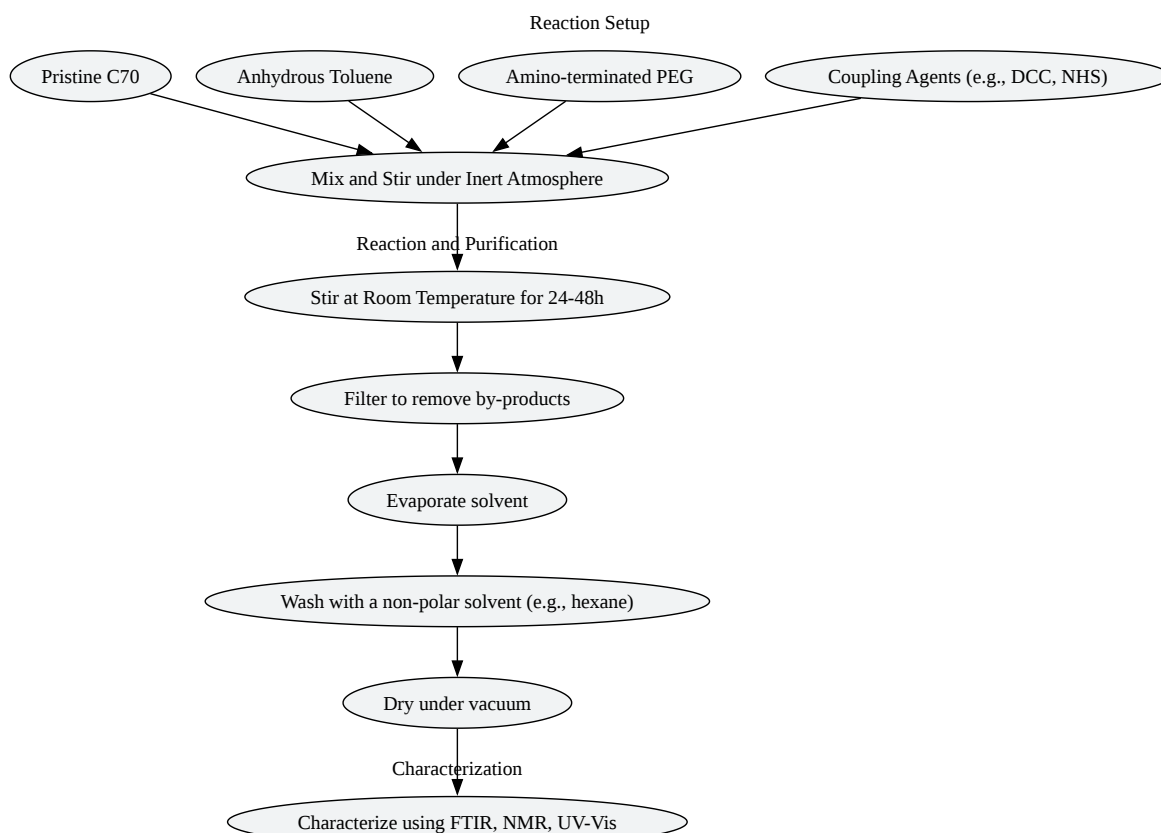 Reaction Setup
Pristine C70
Anhydrous Toluene
Amino-terminated PEG
Coupling Agents (e.g., DCC, NHS)
Mix and Stir under Inert Atmosphere
Reaction and Purification
Stir at Room Temperature for 24-48h
Filter to remove by-products
Evaporate solvent
Wash with a non-polar solvent (e.g., hexane)
Dry under vacuum
Characterization
Characterize using FTIR, NMR, UV-Vis